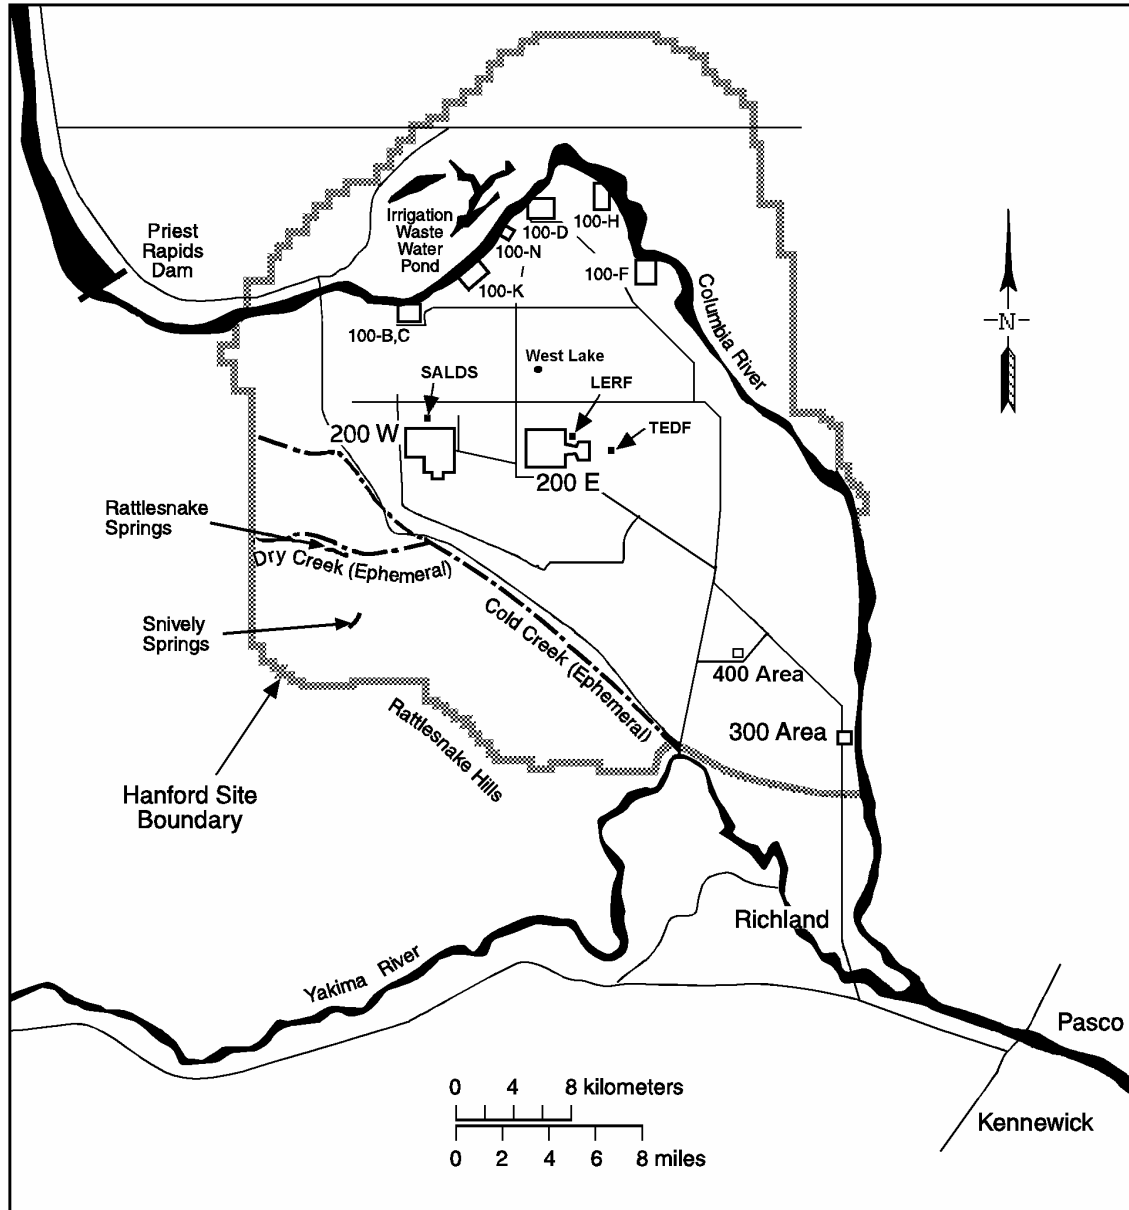 Priest
Rapids
Dam
Irrigation
Waste
Water
Pond
100-H
100-D
100-N
100-F
100-K
100-B,C
Columbia River
N
West Lake
SALDS
LERF
200 W
TEDF
200 E
Rattlesnake
Springs
Dry Creek (Ephemeral)
Cold Creek (Ephemeral)
Snively
Springs
400 Area
300 Area
Rattlesnake Hills
Hanford Site
Boundary
Richland
Yakima River
Pasco
Kennewick
0 4 8 kilometers
0 2 4 6 8 miles